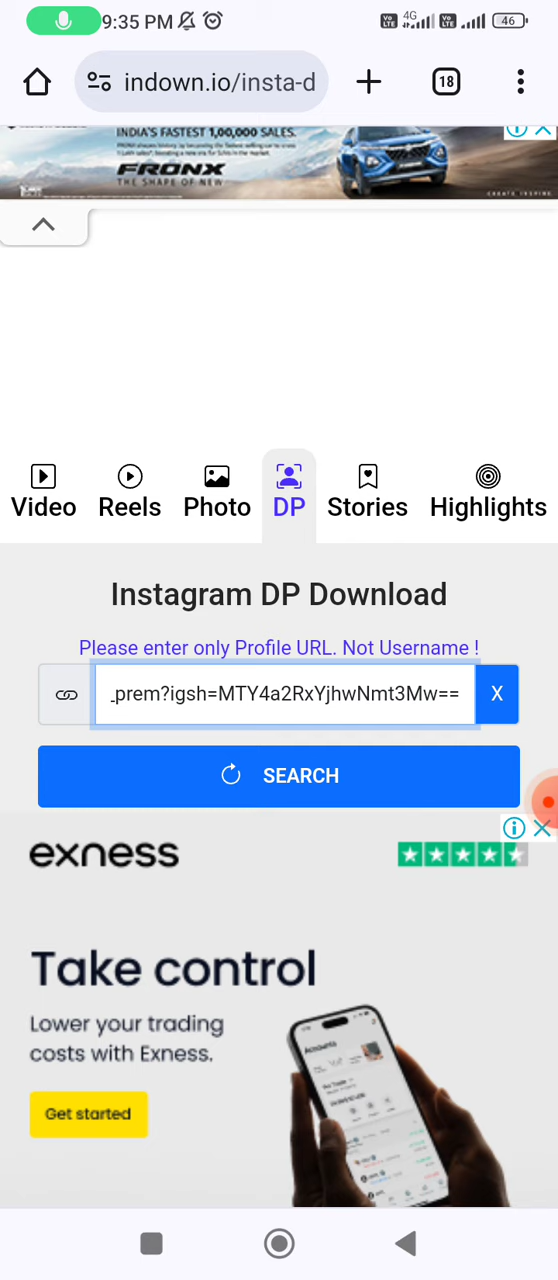 9:35 PM
4G
46
indown.io/insta-d
18
INDIA'S FASTEST 1,00,000 SALES.
FRONX
THE SHAPE OF NEW
Video Reels Photo DP Stories Highlights
Instagram DP Download
Please enter only Profile URL. Not Username !
_prem?igsh=MTY4a2RxYjhwNmt3Mw==
X
SEARCH
exness
Take control
Lower your trading
costs with Exness.
Get started
Accounts